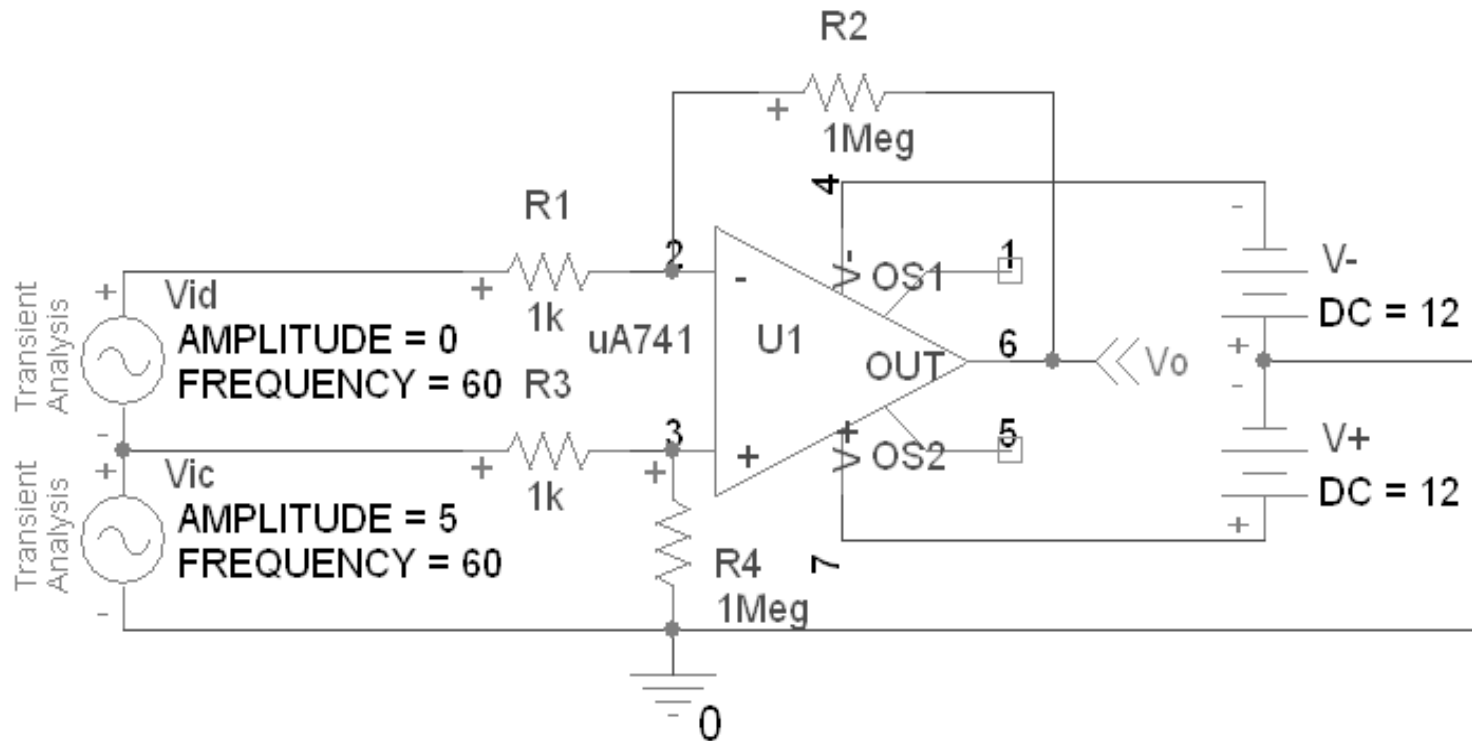 R2
+
1Meg
4
R1
2
1
-
V-
+
Vid
+
1k
-
V-
OS1
DC = 12
Transient
Analysis
AMPLITUDE = 0
uA741
U1
6
+
FREQUENCY = 60
R3
OUT
Vo
-
-
3
5
V+
+
Vic
+
1k
+
+
V+
OS2
DC = 12
Transient
Analysis
AMPLITUDE = 5
+
FREQUENCY = 60
R4
7
-
1Meg
0